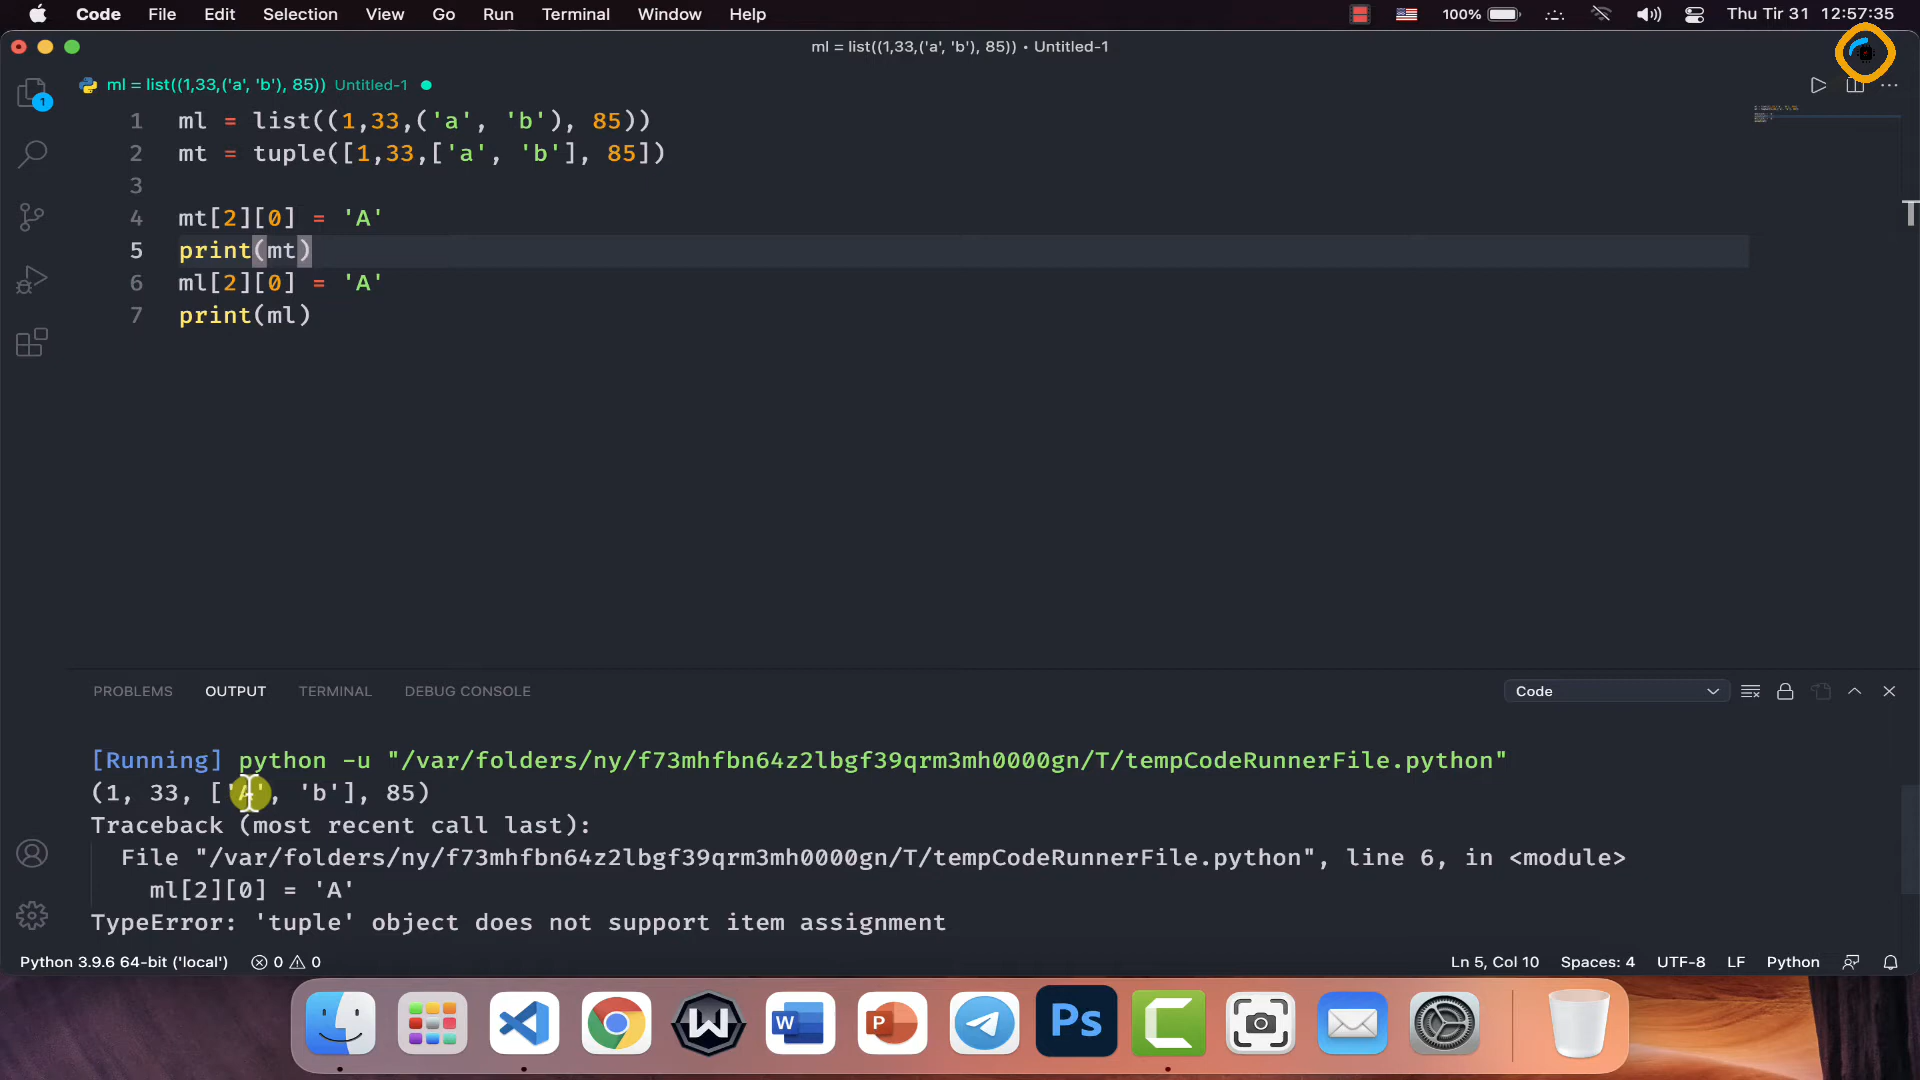 Code File Edit Selection View Go Run Terminal Window Help 100% Thu Tir 31 12:57:35
ml = list((1,33,('a', 'b'), 85)) • Untitled-1
ml = list((1,33,('a', 'b'), 85)) Untitled-1
1
1 ml = list((1,33,('a', 'b'), 85))
2 mt = tuple([1,33,['a', 'b'], 85])
3
4 mt[2][0] = 'A'
5 print(mt)
6 ml[2][0] = 'A'
7 print(ml)
T
PROBLEMS OUTPUT TERMINAL DEBUG CONSOLE Code
[Running] python -u "/var/folders/ny/f73mhfbn64z2lbgf39qrm3mh0000gn/T/tempCodeRunnerFile.python"
(1, 33, ['A', 'b'], 85)
Traceback (most recent call last):
File "/var/folders/ny/f73mhfbn64z2lbgf39qrm3mh0000gn/T/tempCodeRunnerFile.python", line 6, in <module>
ml[2][0] = 'A'
TypeError: 'tuple' object does not support item assignment
Python 3.9.6 64-bit ('local') 0 0 Ln 5, Col 10 Spaces: 4 UTF-8 LF Python
W W P Ps C